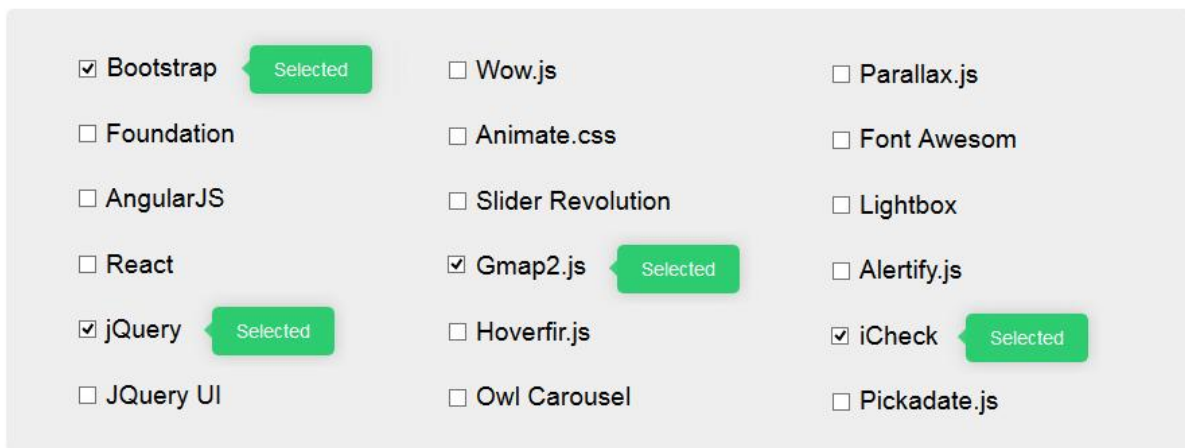 Bootstrap Selected
Foundation
AngularJS
React
jQuery Selected
JQuery UI
Wow.js
Animate.css
Slider Revolution
Gmap2.js Selected
Hoverfir.js
Owl Carousel
Parallax.js
Font Awesom
Lightbox
Alertify.js
iCheck Selected
Pickadate.js